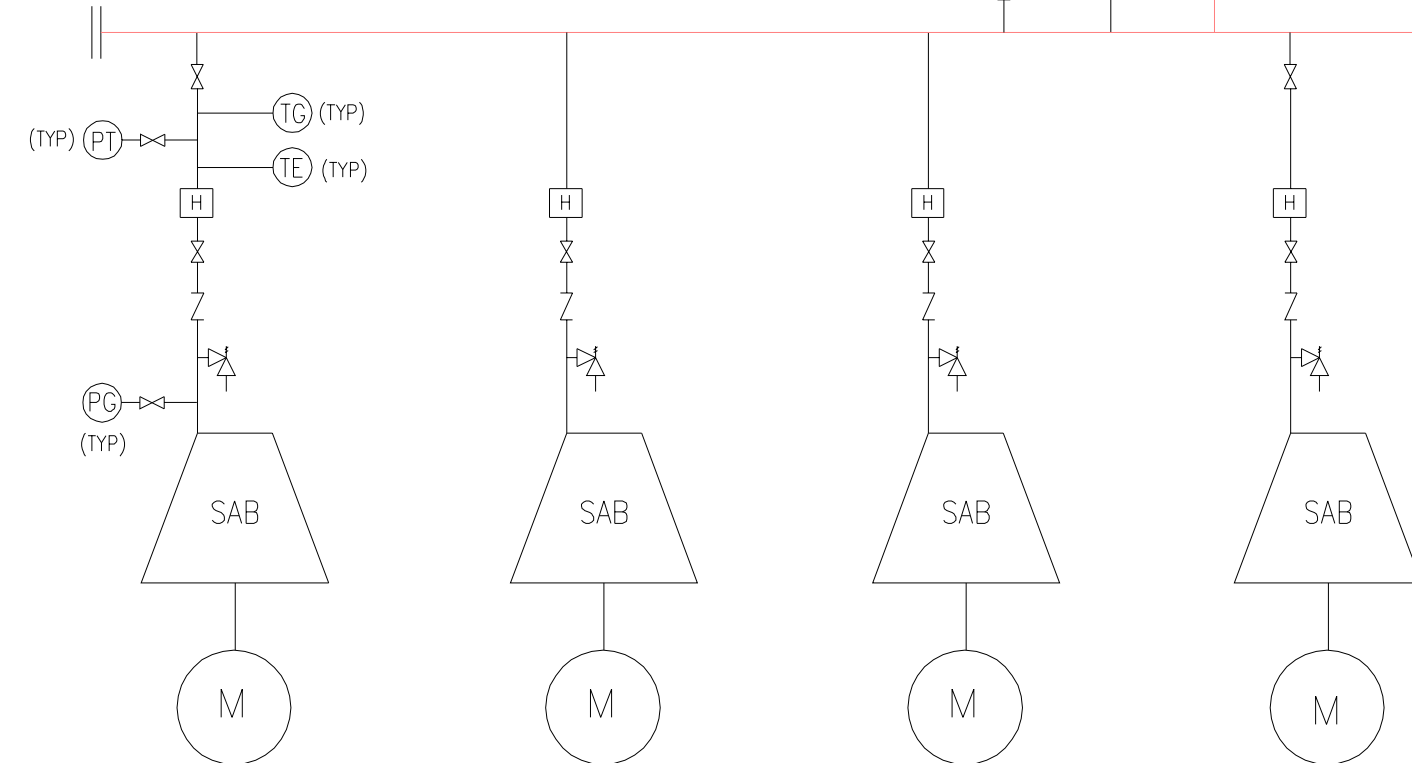 TG (TYP)
(TYP) PT
TE (TYP)
H H H H
PG
(TYP)
SAB SAB SAB SAB
M M M M